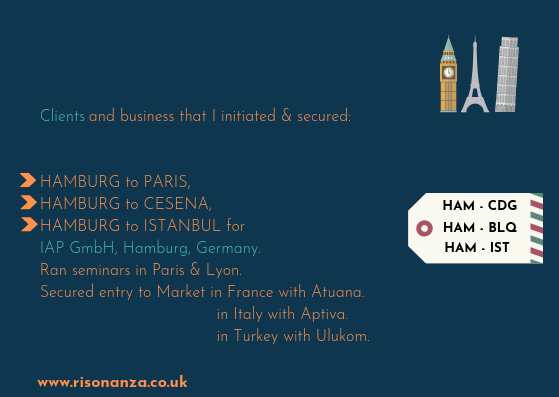 Clients and business that I initiated & secured:
HAMBURG to PARIS,
HAMBURG to CESENA,
HAMBURG to ISTANBUL for
IAP GmbH, Hamburg, Germany.
Ran seminars in Paris & Lyon.
Secured entry to Market in France with Atuana.
in Italy with Aptiva.
in Turkey with Ulukom.
HAM - CDG
HAM - BLQ
HAM - IST
www.risonanza.co.uk